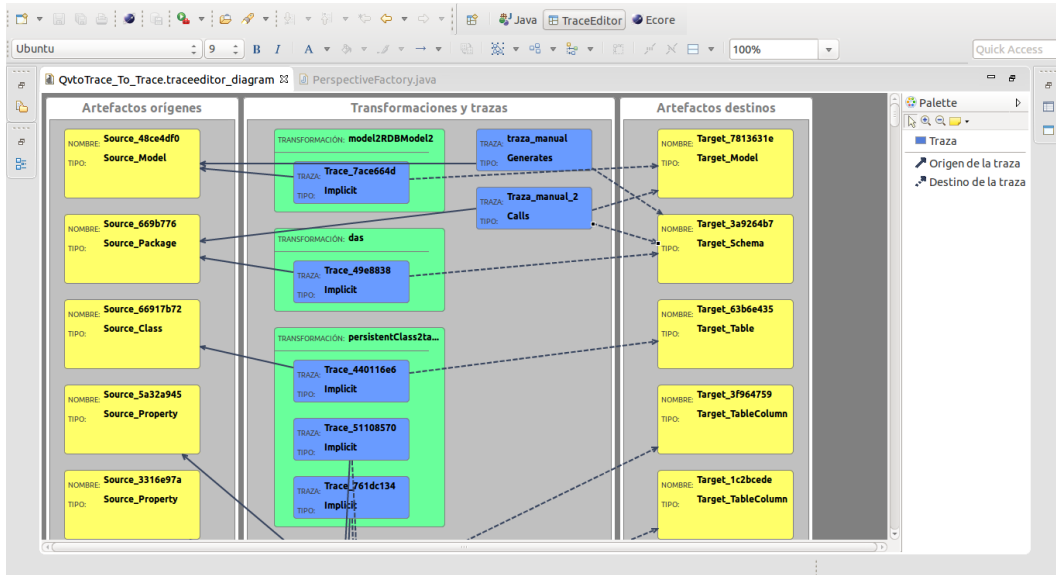 Java TraceEditor Ecore
Ubuntu 9 B I A 100% Quick Access
QvtoTrace_To_Trace.traceeditor_diagram PerspectiveFactory.java
Artefactos orígenes
NOMBRE: Source_48ce4df0
TIPO: Source_Model
NOMBRE: Source_669b776
TIPO: Source_Package
NOMBRE: Source_66917b72
TIPO: Source_Class
NOMBRE: Source_5a32a945
TIPO: Source_Property
NOMBRE: Source_3316e97a
TIPO: Source_Property
Transformaciones y trazas
TRANSFORMACIÓN: model2RDBModel2
TRAZA: Trace_7ace664d
TIPO: Implicit
TRAZA: traza_manual
TIPO: Generates
TRAZA: Traza_manual_2
TIPO: Calls
TRANSFORMACIÓN: das
TRAZA: Trace_49e8838
TIPO: Implicit
TRANSFORMACIÓN: persistentClass2ta...
TRAZA: Trace_440116e6
TIPO: Implicit
TRAZA: Trace_51108570
TIPO: Implicit
TRAZA: Trace_761dc134
TIPO: Implicit
Artefactos destinos
NOMBRE: Target_7813631e
TIPO: Target_Model
NOMBRE: Target_3a9264b7
TIPO: Target_Schema
NOMBRE: Target_63b6e435
TIPO: Target_Table
NOMBRE: Target_3f964759
TIPO: Target_TableColumn
NOMBRE: Target_1c2bcede
TIPO: Target_TableColumn
Palette
Traza
Origen de la traza
Destino de la traza